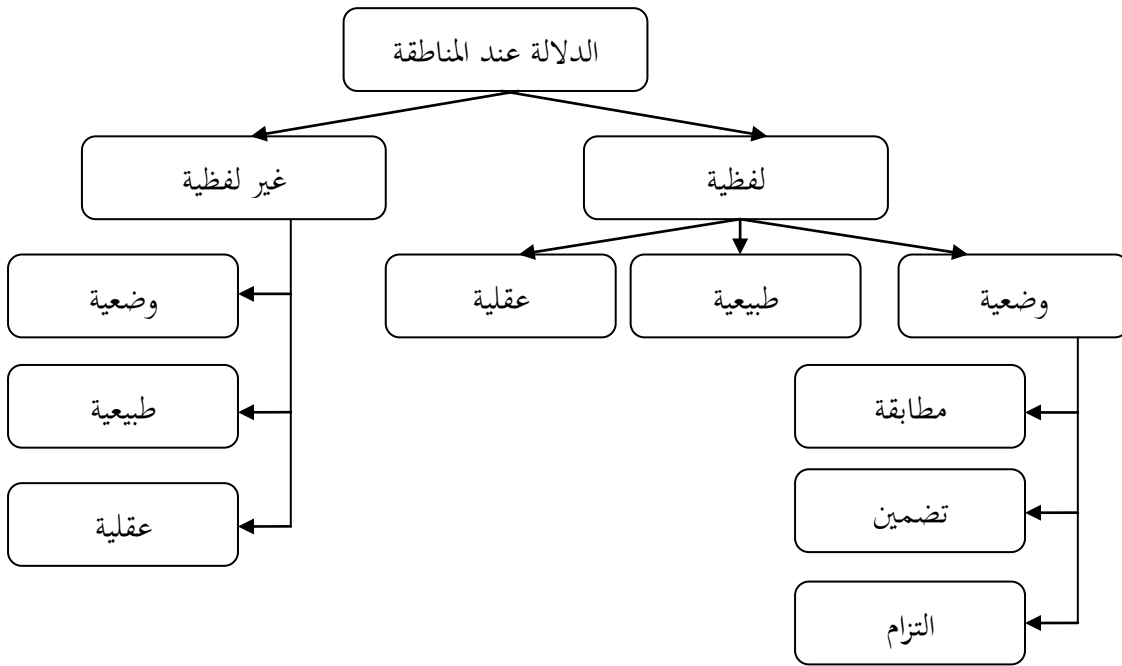 الدلالة عند المناطقة
لفظية
غير لفظية
وضعية
طبيعية
عقلية
وضعية
مطابقة
طبيعية
تضمين
عقلية
التزام